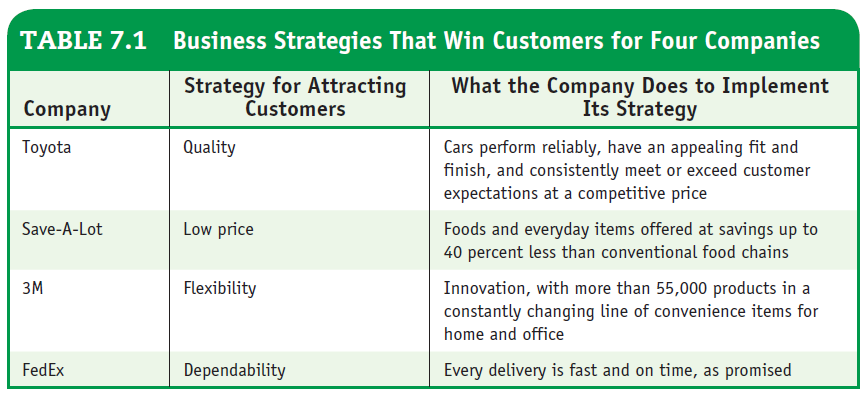 TABLE 7.1 Business Strategies That Win Customers for Four Companies
Company
Strategy for Attracting
Customers
What the Company Does to Implement
Its Strategy
Toyota
Quality
Cars perform reliably, have an appealing fit and
finish, and consistently meet or exceed customer
expectations at a competitive price
Save-A-Lot
Low price
Foods and everyday items offered at savings up to
40 percent less than conventional food chains
3M
Flexibility
Innovation, with more than 55,000 products in a
constantly changing line of convenience items for
home and office
FedEx
Dependability
Every delivery is fast and on time, as promised